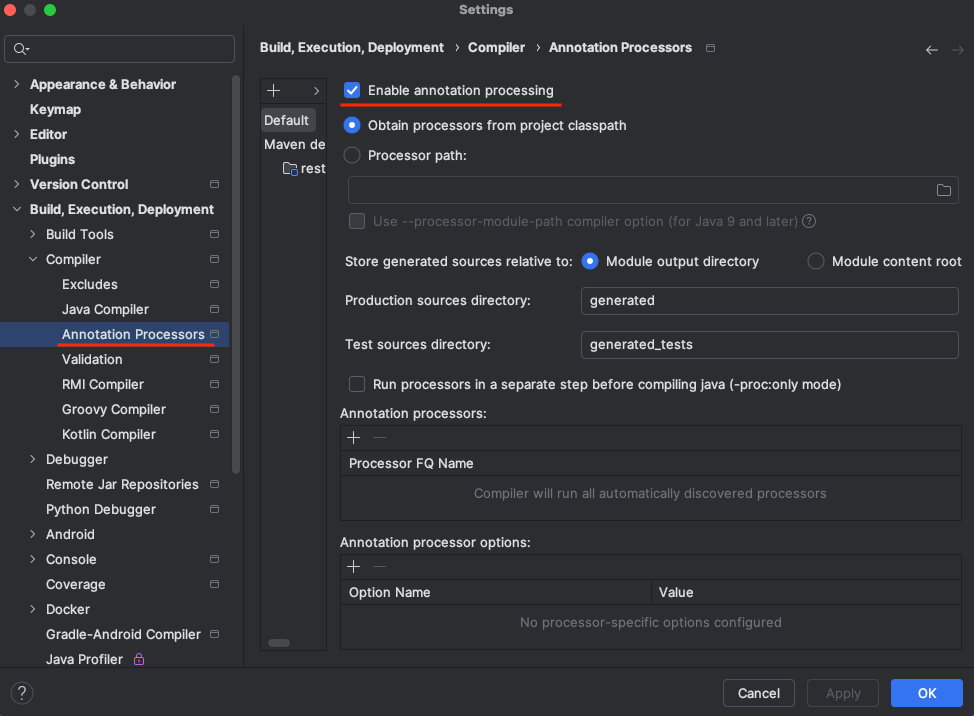 Settings
Appearance & Behavior
Keymap
Editor
Plugins
Version Control
Build, Execution, Deployment
Build Tools
Compiler
Excludes
Java Compiler
Annotation Processors
Validation
RMI Compiler
Groovy Compiler
Kotlin Compiler
Debugger
Remote Jar Repositories
Python Debugger
Android
Console
Coverage
Docker
Gradle-Android Compiler
Java Profiler
Build, Execution, Deployment › Compiler › Annotation Processors
Default
Maven de
rest
Enable annotation processing
Obtain processors from project classpath
Processor path:
Use --processor-module-path compiler option (for Java 9 and later) ?
Store generated sources relative to: Module output directory Module content root
Production sources directory: generated
Test sources directory: generated_tests
Run processors in a separate step before compiling java (-proc:only mode)
Annotation processors:
Processor FQ Name
Compiler will run all automatically discovered processors
Annotation processor options:
Option Name Value
No processor-specific options configured
? Cancel Apply OK